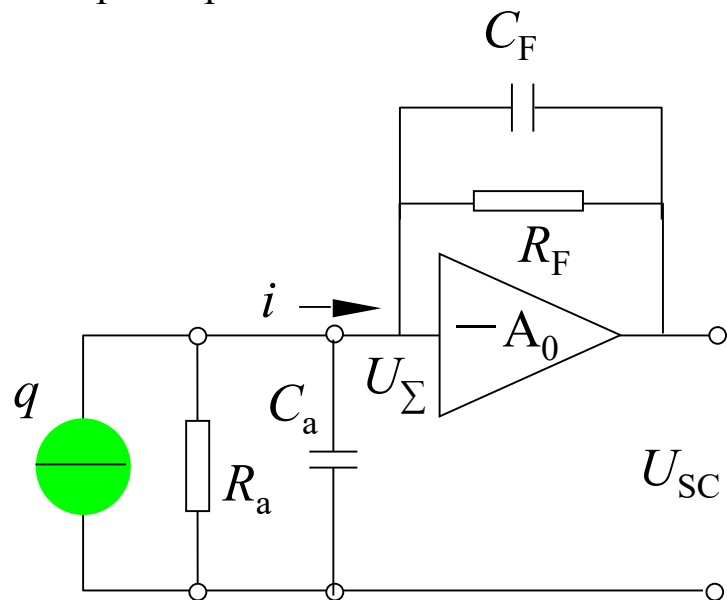 C_F
R_F
i
— A_0
U_Σ
q
C_a
R_a
U_SC